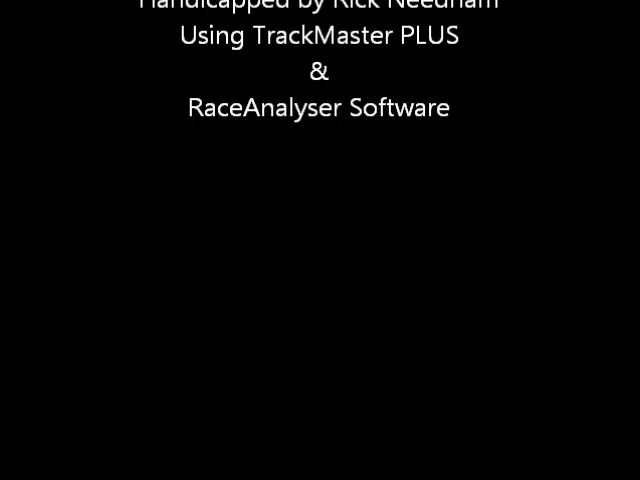 Handicapped by Rick Needham
Using TrackMaster PLUS
&
RaceAnalyser Software